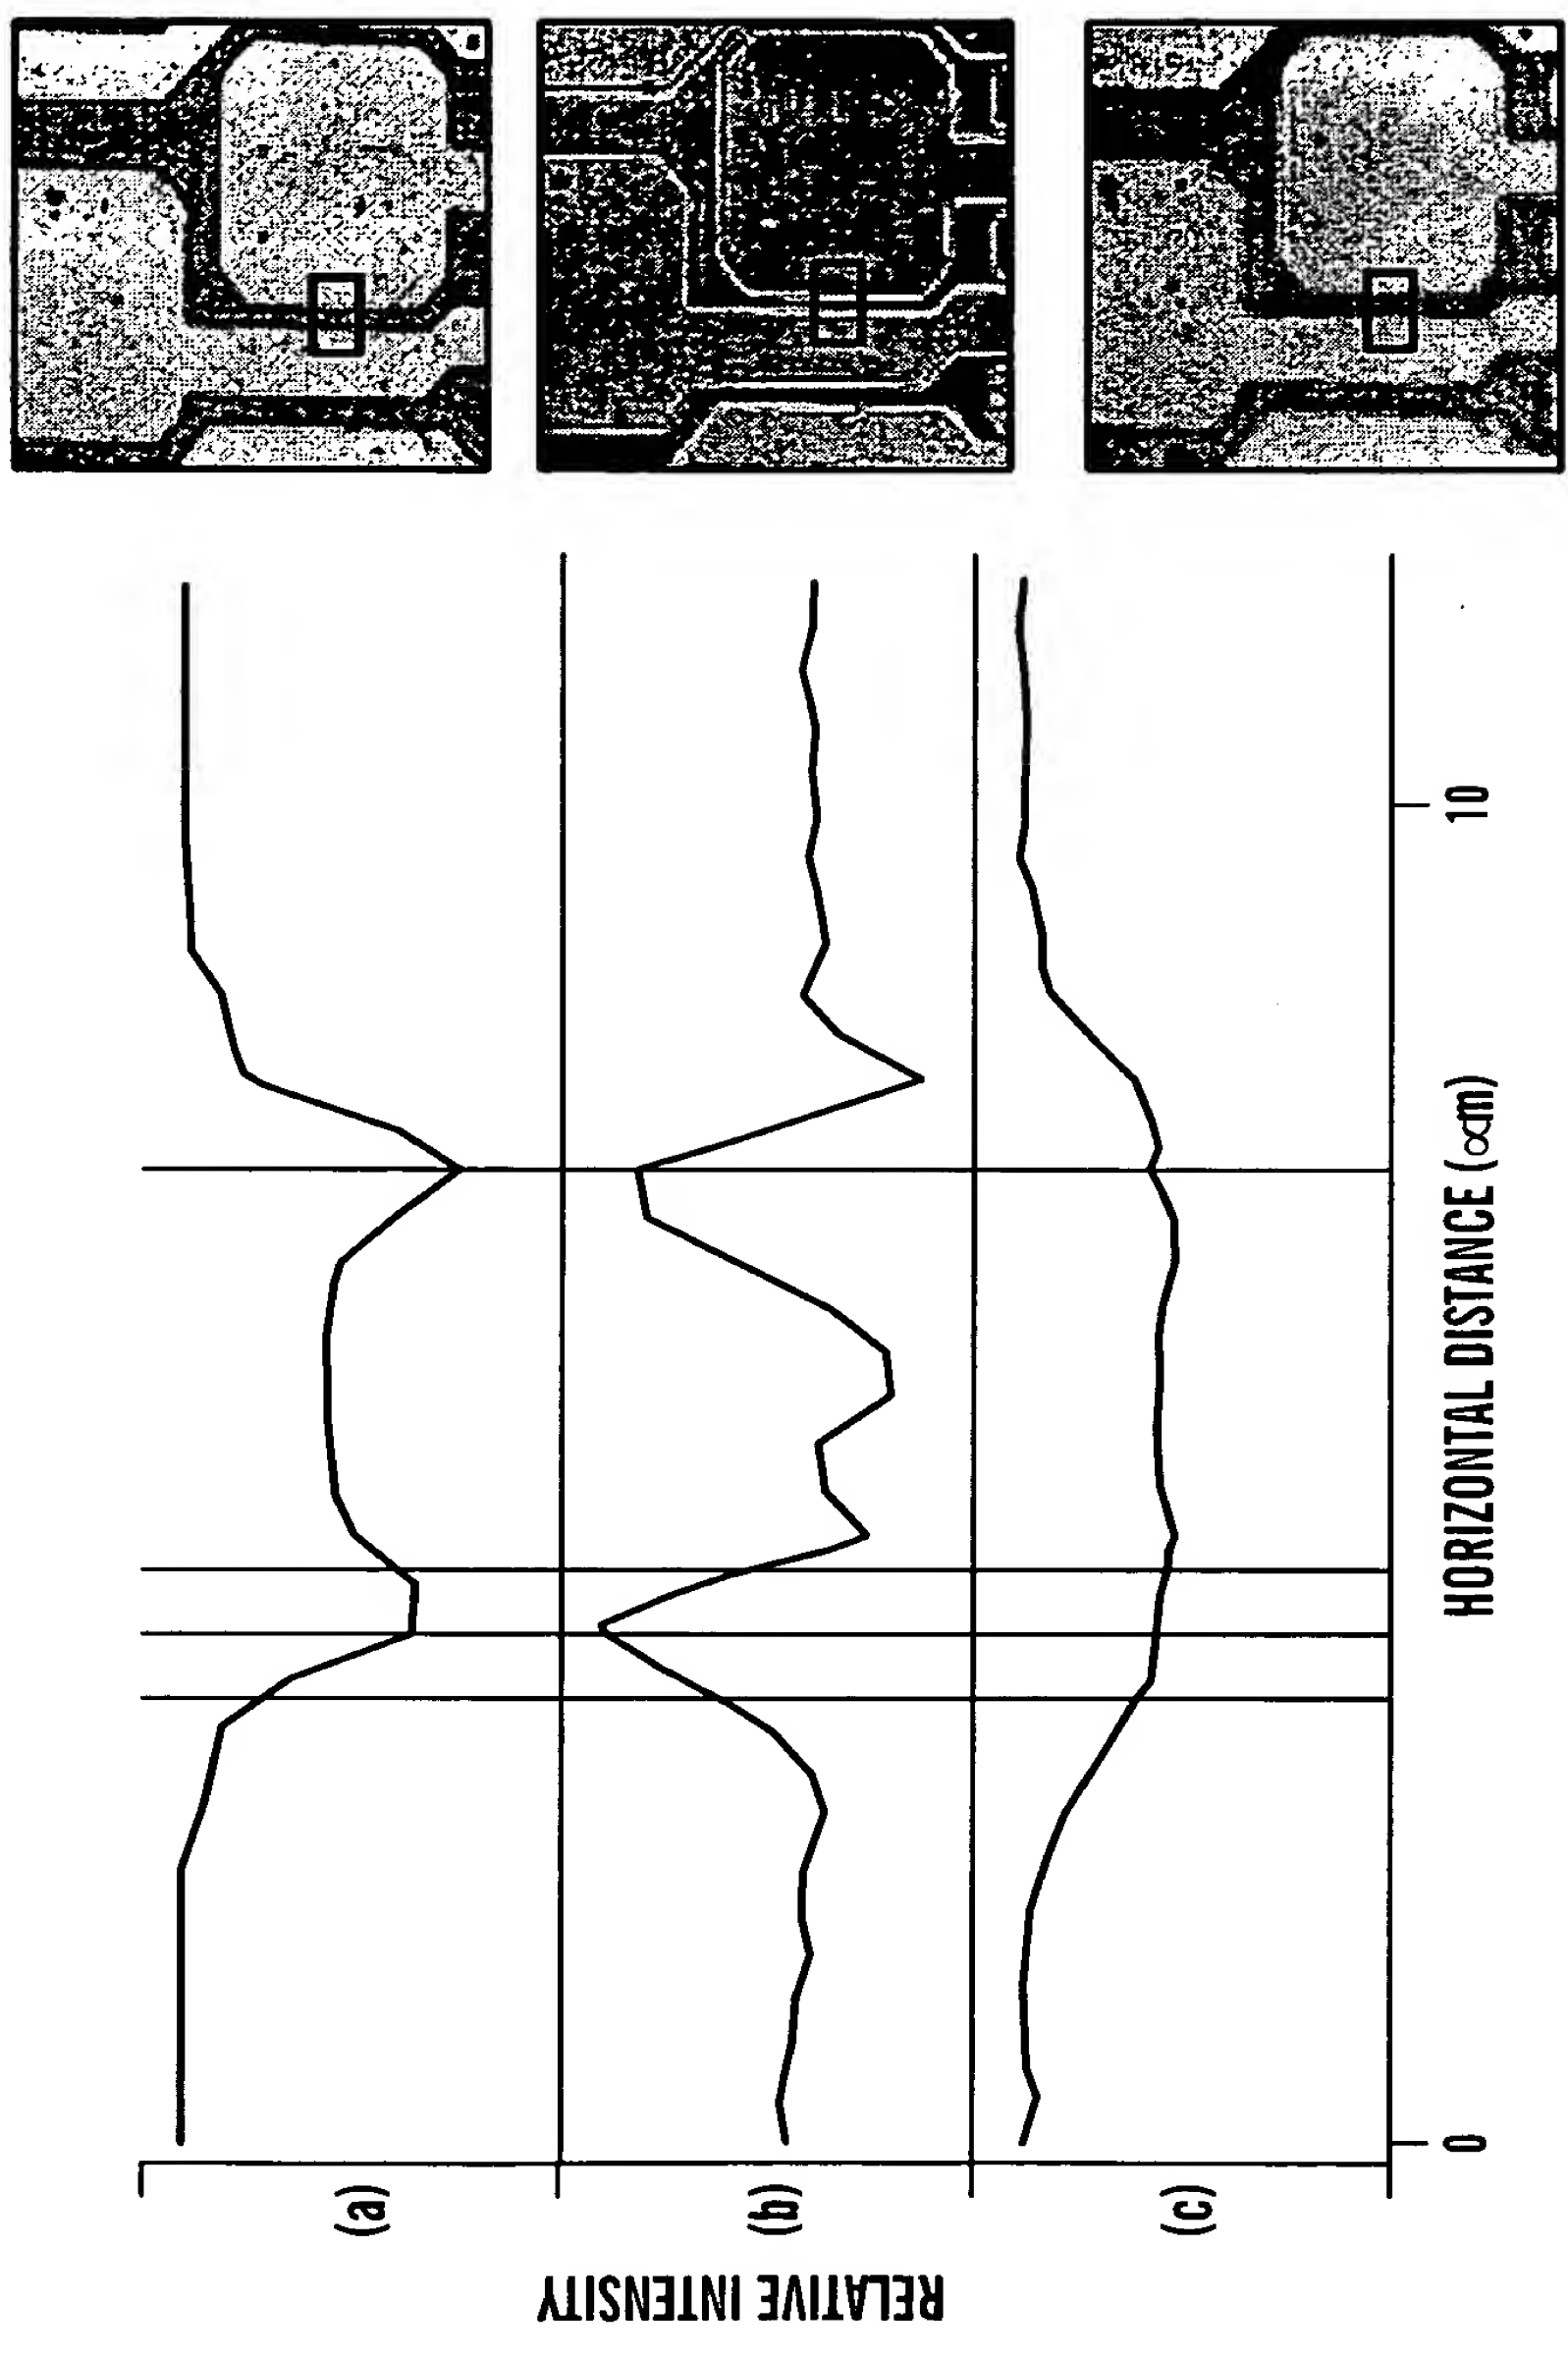 RELATIVE INTENSITY
(a)
(b)
(c)
0
10
HORIZONTAL DISTANCE (∝m)